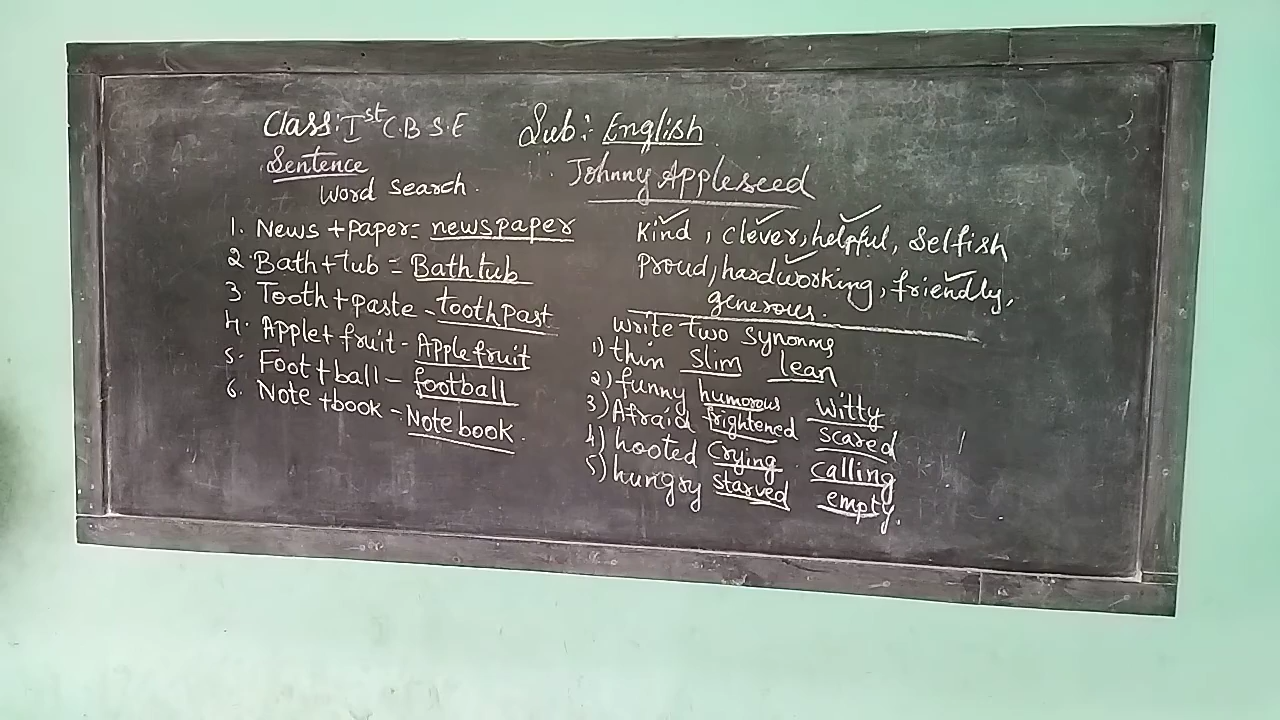 Class: Ist C.B.S.E Sub:- English
Sentence
Word search.
Johnny Appleseed
1. News + paper = newspaper
2. Bath + tub = Bath tub
3 Tooth + paste - toothpast
4. Apple + fruit - Apple fruit
5. Foot + ball - football
6. Note + book - Note book.
Kind, clever, helpful, Selfish
Proud, hardworking, friendly,
generous.
Write two Synonms
1) thin Slim lean
2) funny humorous witty
3) Afraid frightened scared
4) hooted Crying calling
5) hungry starved empty.